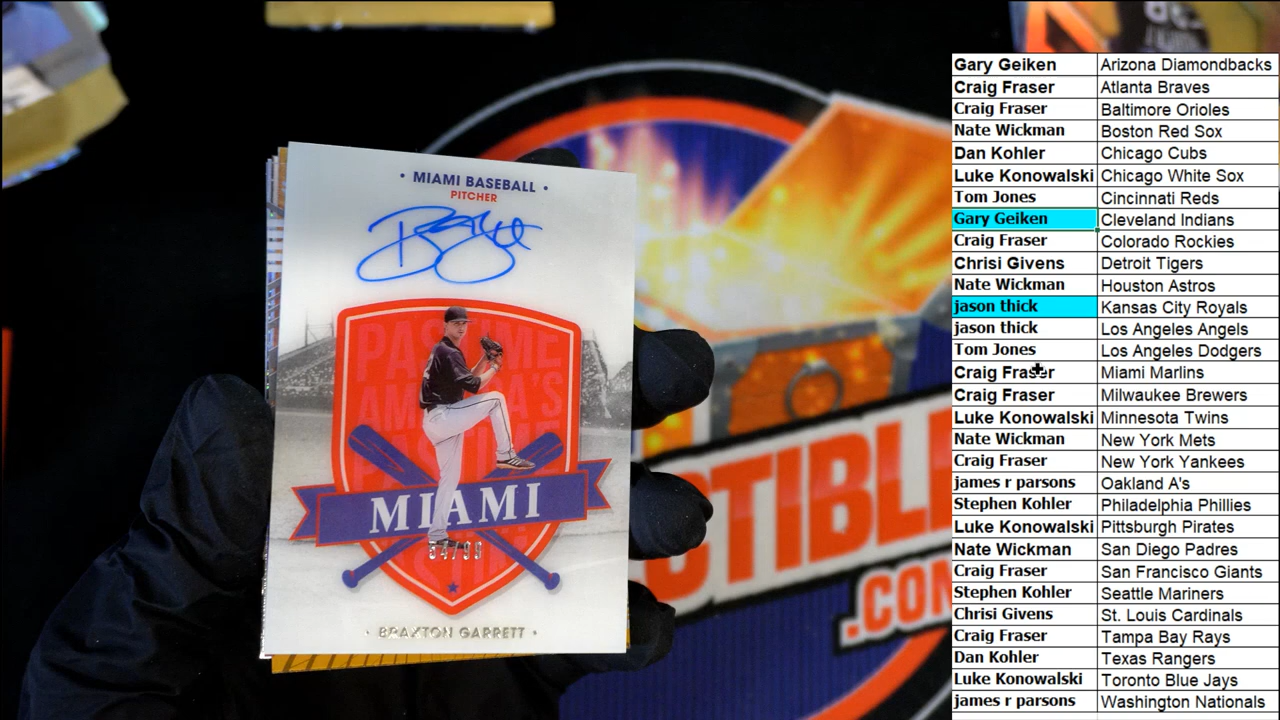 • MIAMI BASEBALL •
PITCHER
PASTIME
AMERICA'S
MIAMI
• BRAXTON GARRETT •
TIBLE
.CON
Gary Geiken Arizona Diamondbacks
Craig Fraser Atlanta Braves
Craig Fraser Baltimore Orioles
Nate Wickman Boston Red Sox
Dan Kohler Chicago Cubs
Luke Konowalski Chicago White Sox
Tom Jones Cincinnati Reds
Gary Geiken Cleveland Indians
Craig Fraser Colorado Rockies
Chrisi Givens Detroit Tigers
Nate Wickman Houston Astros
jason thick Kansas City Royals
jason thick Los Angeles Angels
Tom Jones Los Angeles Dodgers
Craig Fraser Miami Marlins
Craig Fraser Milwaukee Brewers
Luke Konowalski Minnesota Twins
Nate Wickman New York Mets
Craig Fraser New York Yankees
james r parsons Oakland A's
Stephen Kohler Philadelphia Phillies
Luke Konowalski Pittsburgh Pirates
Nate Wickman San Diego Padres
Craig Fraser San Francisco Giants
Stephen Kohler Seattle Mariners
Chrisi Givens St. Louis Cardinals
Craig Fraser Tampa Bay Rays
Dan Kohler Texas Rangers
Luke Konowalski Toronto Blue Jays
james r parsons Washington Nationals